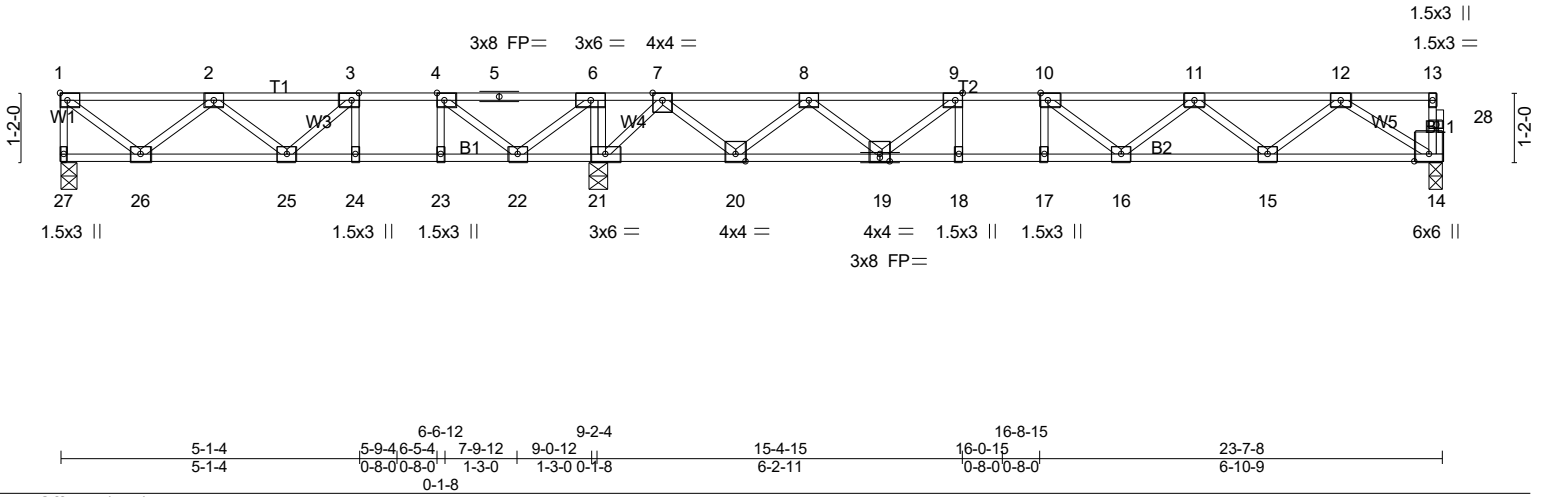 1.5x3 ||
3x8 FP= 3x6 = 4x4 = 1.5x3 =
1 2 3 4 5 6 7 8 9 10 11 12 13
T1 T2
1-2-0 W1 W3 W4 W5 28 1-2-0
B1 B2
27 26 25 24 23 22 21 20 19 18 17 16 15 14
1.5x3 || 1.5x3 || 1.5x3 || 3x6 = 4x4 = 4x4 = 1.5x3 || 1.5x3 || 6x6 ||
3x8 FP=
6-6-12 9-2-4 16-8-15
5-1-4 5-9-4 6-5-4 7-9-12 9-0-12 15-4-15 16-0-15 23-7-8
5-1-4 0-8-0 0-8-0 1-3-0 1-3-0 0-1-8 6-2-11 0-8-0 0-8-0 6-10-9
0-1-8